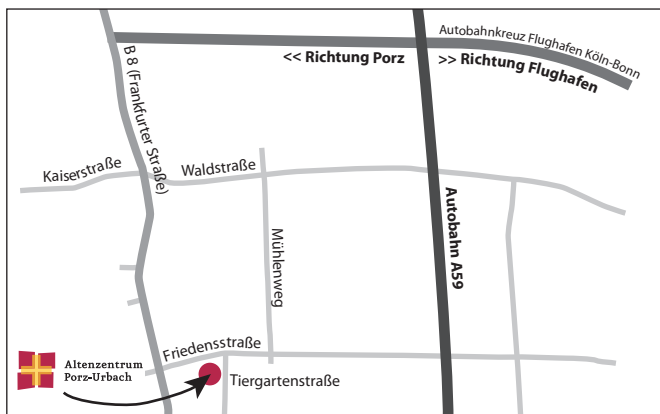 Autobahnkreuz Flughafen Köln-Bonn
<< Richtung Porz
>> Richtung Flughafen
B 8 (Frankfurter Straße)
Kaiserstraße
Waldstraße
Autobahn A59
Mühlenweg
Friedensstraße
Altenzentrum
Porz-Urbach
Tiergartenstraße